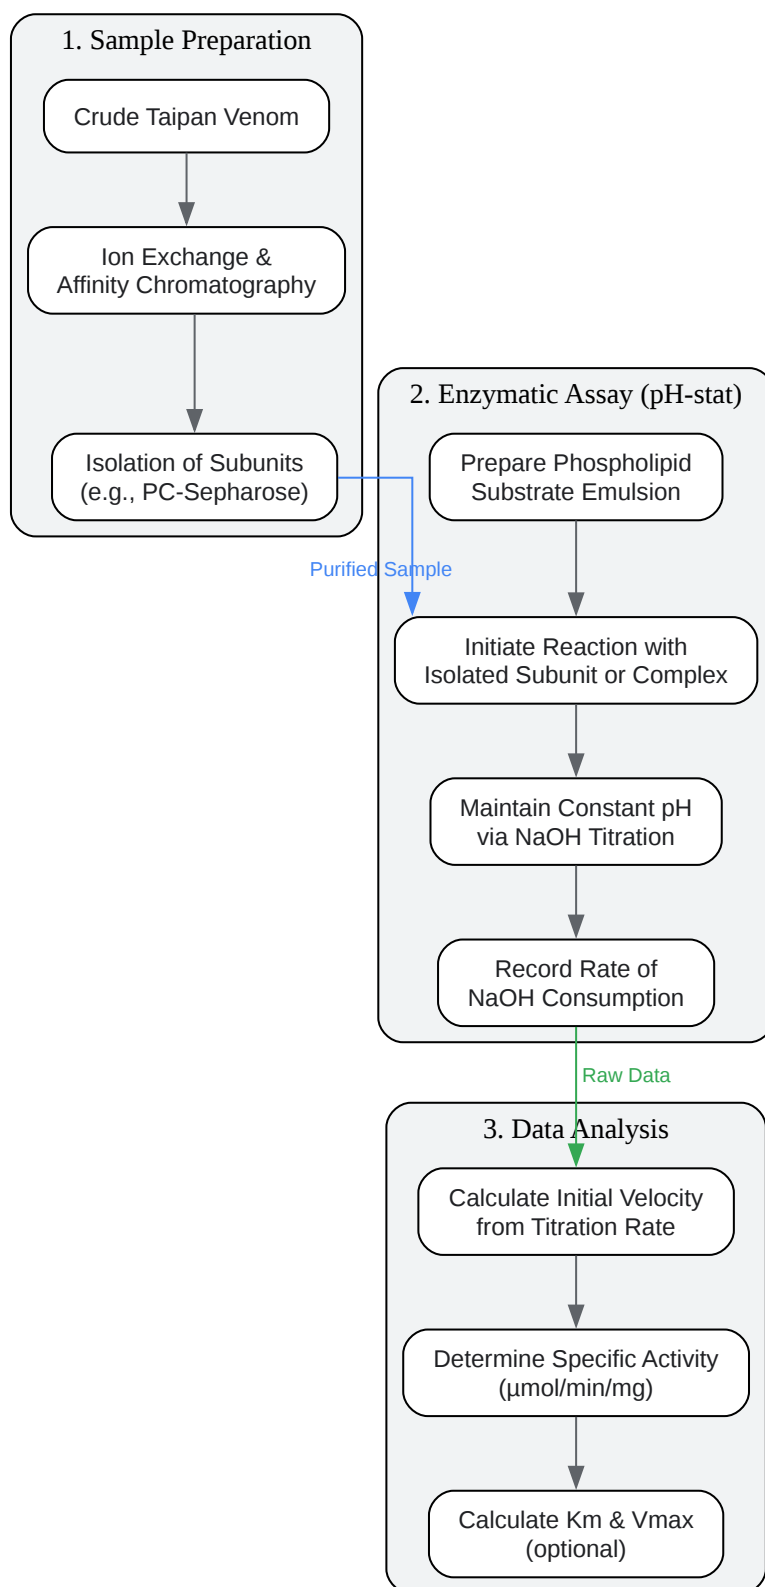 1. Sample Preparation
Crude Taipan Venom
Ion Exchange &
Affinity Chromatography
Isolation of Subunits
(e.g., PC-Sepharose)
Purified Sample
2. Enzymatic Assay (pH-stat)
Prepare Phospholipid
Substrate Emulsion
Initiate Reaction with
Isolated Subunit or Complex
Maintain Constant pH
via NaOH Titration
Record Rate of
NaOH Consumption
Raw Data
3. Data Analysis
Calculate Initial Velocity
from Titration Rate
Determine Specific Activity
(µmol/min/mg)
Calculate Km & Vmax
(optional)